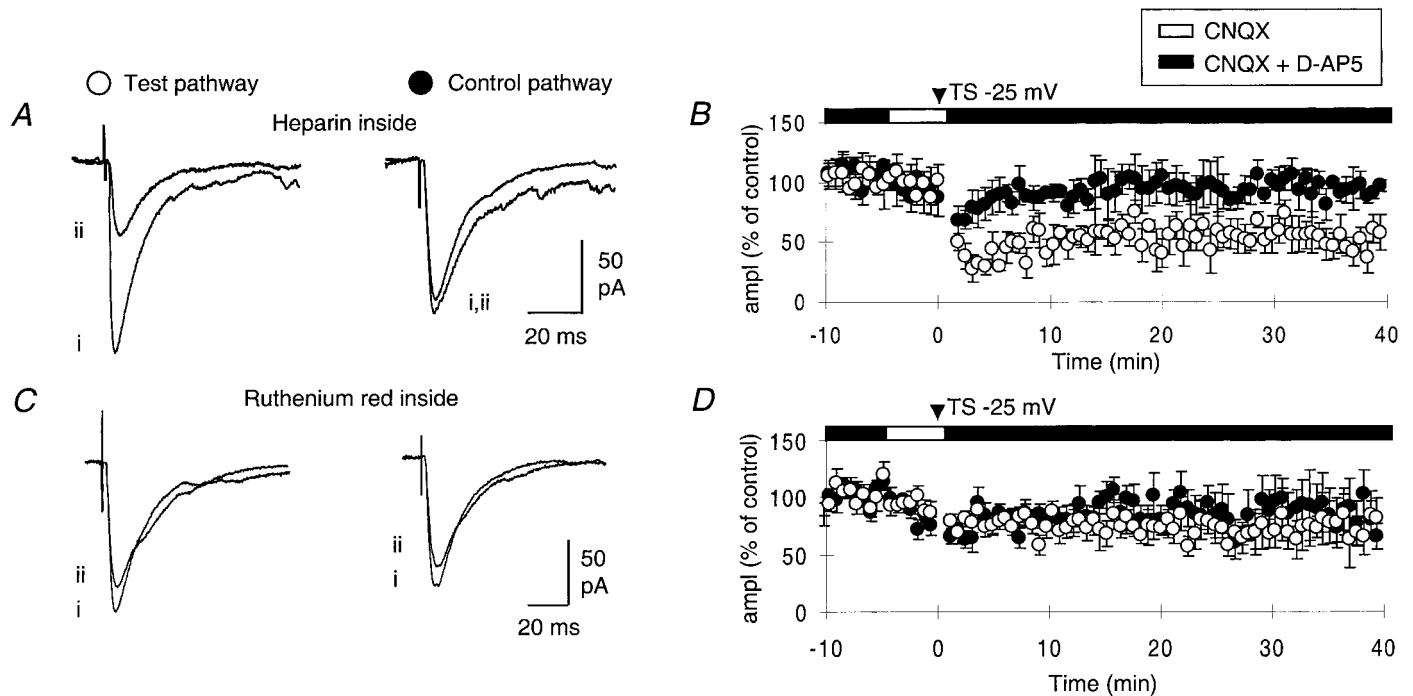 CNQX
CNQX + D-AP5
Test pathway
Control pathway
A
Heparin inside
ii
i
i,ii
50
pA
20 ms
B
TS -25 mV
ampl (% of control)
150
100
50
0
-10
0
10
20
30
40
Time (min)
C
Ruthenium red inside
ii
i
ii
i
50
pA
20 ms
D
TS -25 mV
ampl (% of control)
150
100
50
0
-10
0
10
20
30
40
Time (min)